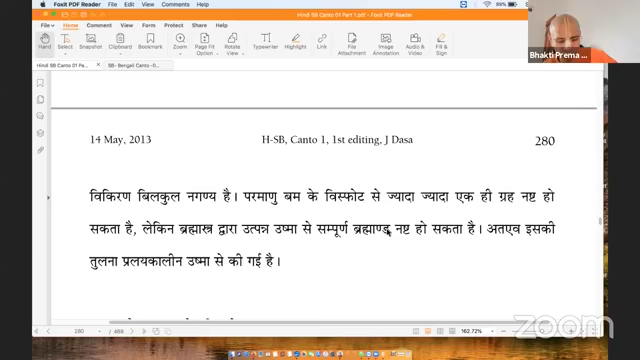 Foxit PDF Reader
Hindi SB Canto 01 Part 1.pdf - Foxit PDF Reader
File Home Comment View Form Protect Share Help
Hand Select Snapshot Clipboard Bookmark Zoom Page Fit Option Rotate View Typewriter Highlight Link File Attachment Image Annotation Audio & Video Fill & Sign
Bhakti Prema
Hindi SB Canto 01 Pa... SB- Bengali Canto-...
14 May, 2013 H-SB, Canto 1, 1st editing, J Dasa 280
विकिरण बिलकुल नगण्य है। परमाणु बम के विस्फोट से ज्यादा ज्यादा एक ही ग्रह नष्ट हो
सकता है, लेकिन ब्रह्मास्त्र द्वारा उत्पन्न उष्मा से सम्पूर्ण ब्रह्माण्ड नष्ट हो सकता है। अतएव इसकी
तुलना प्रलयकालीन उष्मा से की गई है।
zoom
280 / 469 162.72%